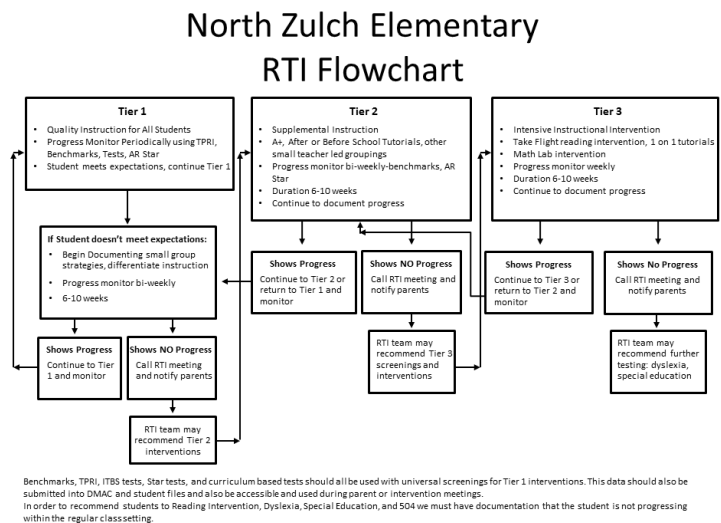 North Zulch Elementary
RTI Flowchart
Tier 1
• Quality Instruction for All Students
• Progress Monitor Periodically using TPRI,
Benchmarks, Tests, AR Star
• Student meets expectations, continue Tier 1
If Student doesn't meet expectations:
• Begin Documenting small group
strategies, differentiate instruction
• Progress monitor bi-weekly
• 6-10 weeks
Shows Progress
Continue to Tier
1 and monitor
Shows NO Progress
Call RTI meeting
and notify parents
RTI team may
recommend Tier 2
interventions
Tier 2
• Supplemental Instruction
• A+, After or Before School Tutorials, other
small teacher led groupings
• Progress monitor bi-weekly-benchmarks, AR
Star
• Duration 6-10 weeks
• Continue to document progress
Shows Progress
Continue to Tier 2 or
return to Tier 1 and
monitor
Shows NO Progress
Call RTI meeting and
notify parents
RTI team may
recommend Tier 3
screenings and
interventions
Tier 3
• Intensive Instructional Intervention
• Take Flight reading intervention, 1 on 1 tutorials
• Math Lab intervention
• Progress monitor weekly
• Duration 6-10 weeks
• Continue to document progress
Shows Progress
Continue to Tier 3 or
return to Tier 2 and
monitor
Shows No Progress
Call RTI meeting and
notify parents
RTI team may
recommend further
testing: dyslexia,
special education
Benchmarks, TPRI, ITBS tests, Star tests, and curriculum based tests should all be used with universal screenings for Tier 1 interventions. This data should also be
submitted into DMAC and student files and also be accessible and used during parent or intervention meetings.
In order to recommend students to Reading Intervention, Dyslexia, Special Education, and 504 we must have documentation that the student is not progressing
within the regular class setting.